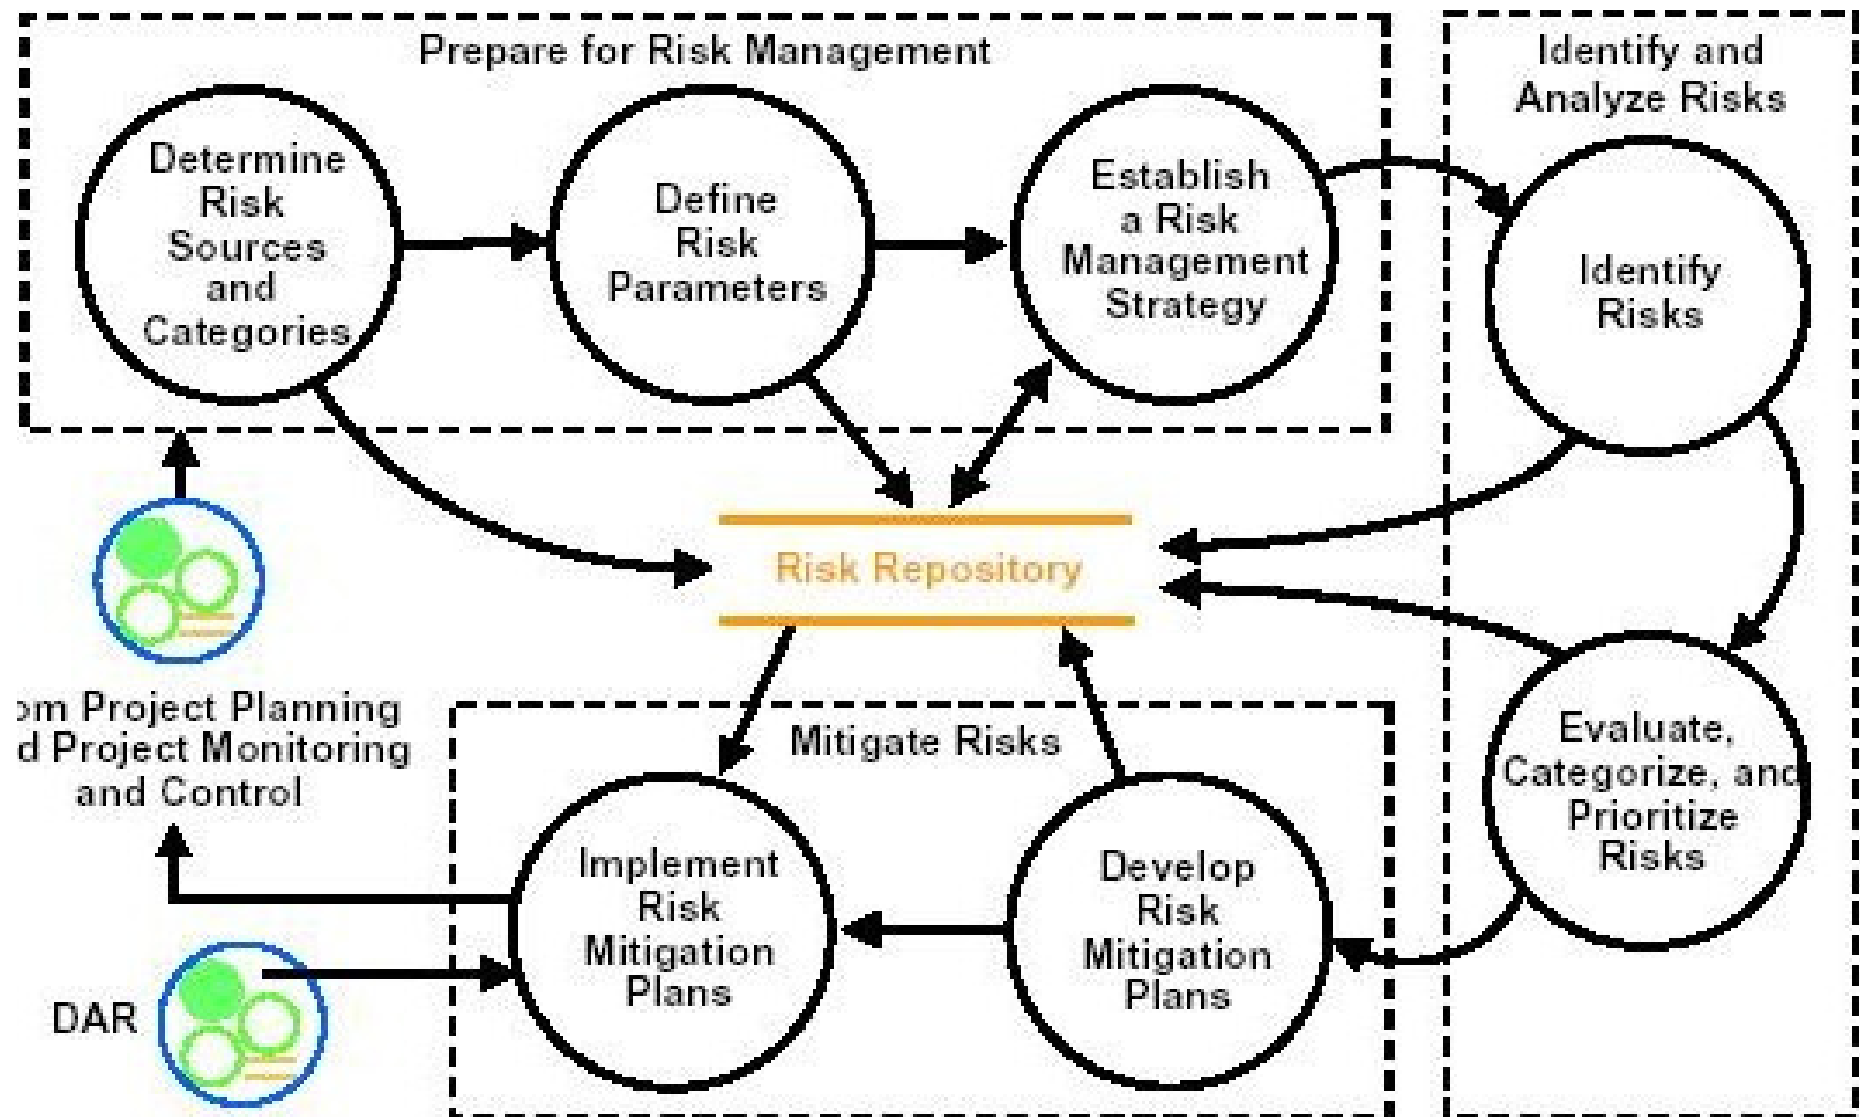 Prepare for Risk Management
Identify and
Analyze Risks
Determine
Risk
Sources
and
Categories
Define
Risk
Parameters
Establish
a Risk
Management
Strategy
Identify
Risks
Risk Repository
om Project Planning
d Project Monitoring
and Control
Mitigate Risks
Evaluate,
Categorize, and
Prioritize
Risks
Implement
Risk
Mitigation
Plans
Develop
Risk
Mitigation
Plans
DAR